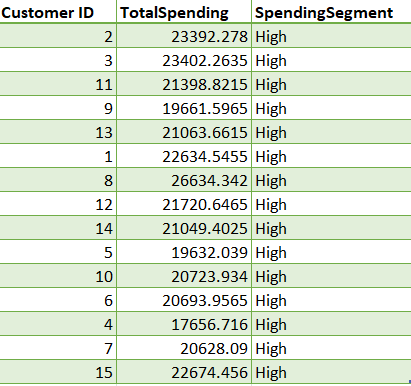 Customer ID TotalSpending SpendingSegment
2 23392.278 High
3 23402.2635 High
11 21398.8215 High
9 19661.5965 High
13 21063.6615 High
1 22634.5455 High
8 26634.342 High
12 21720.6465 High
14 21049.4025 High
5 19632.039 High
10 20723.934 High
6 20693.9565 High
4 17656.716 High
7 20628.09 High
15 22674.456 High